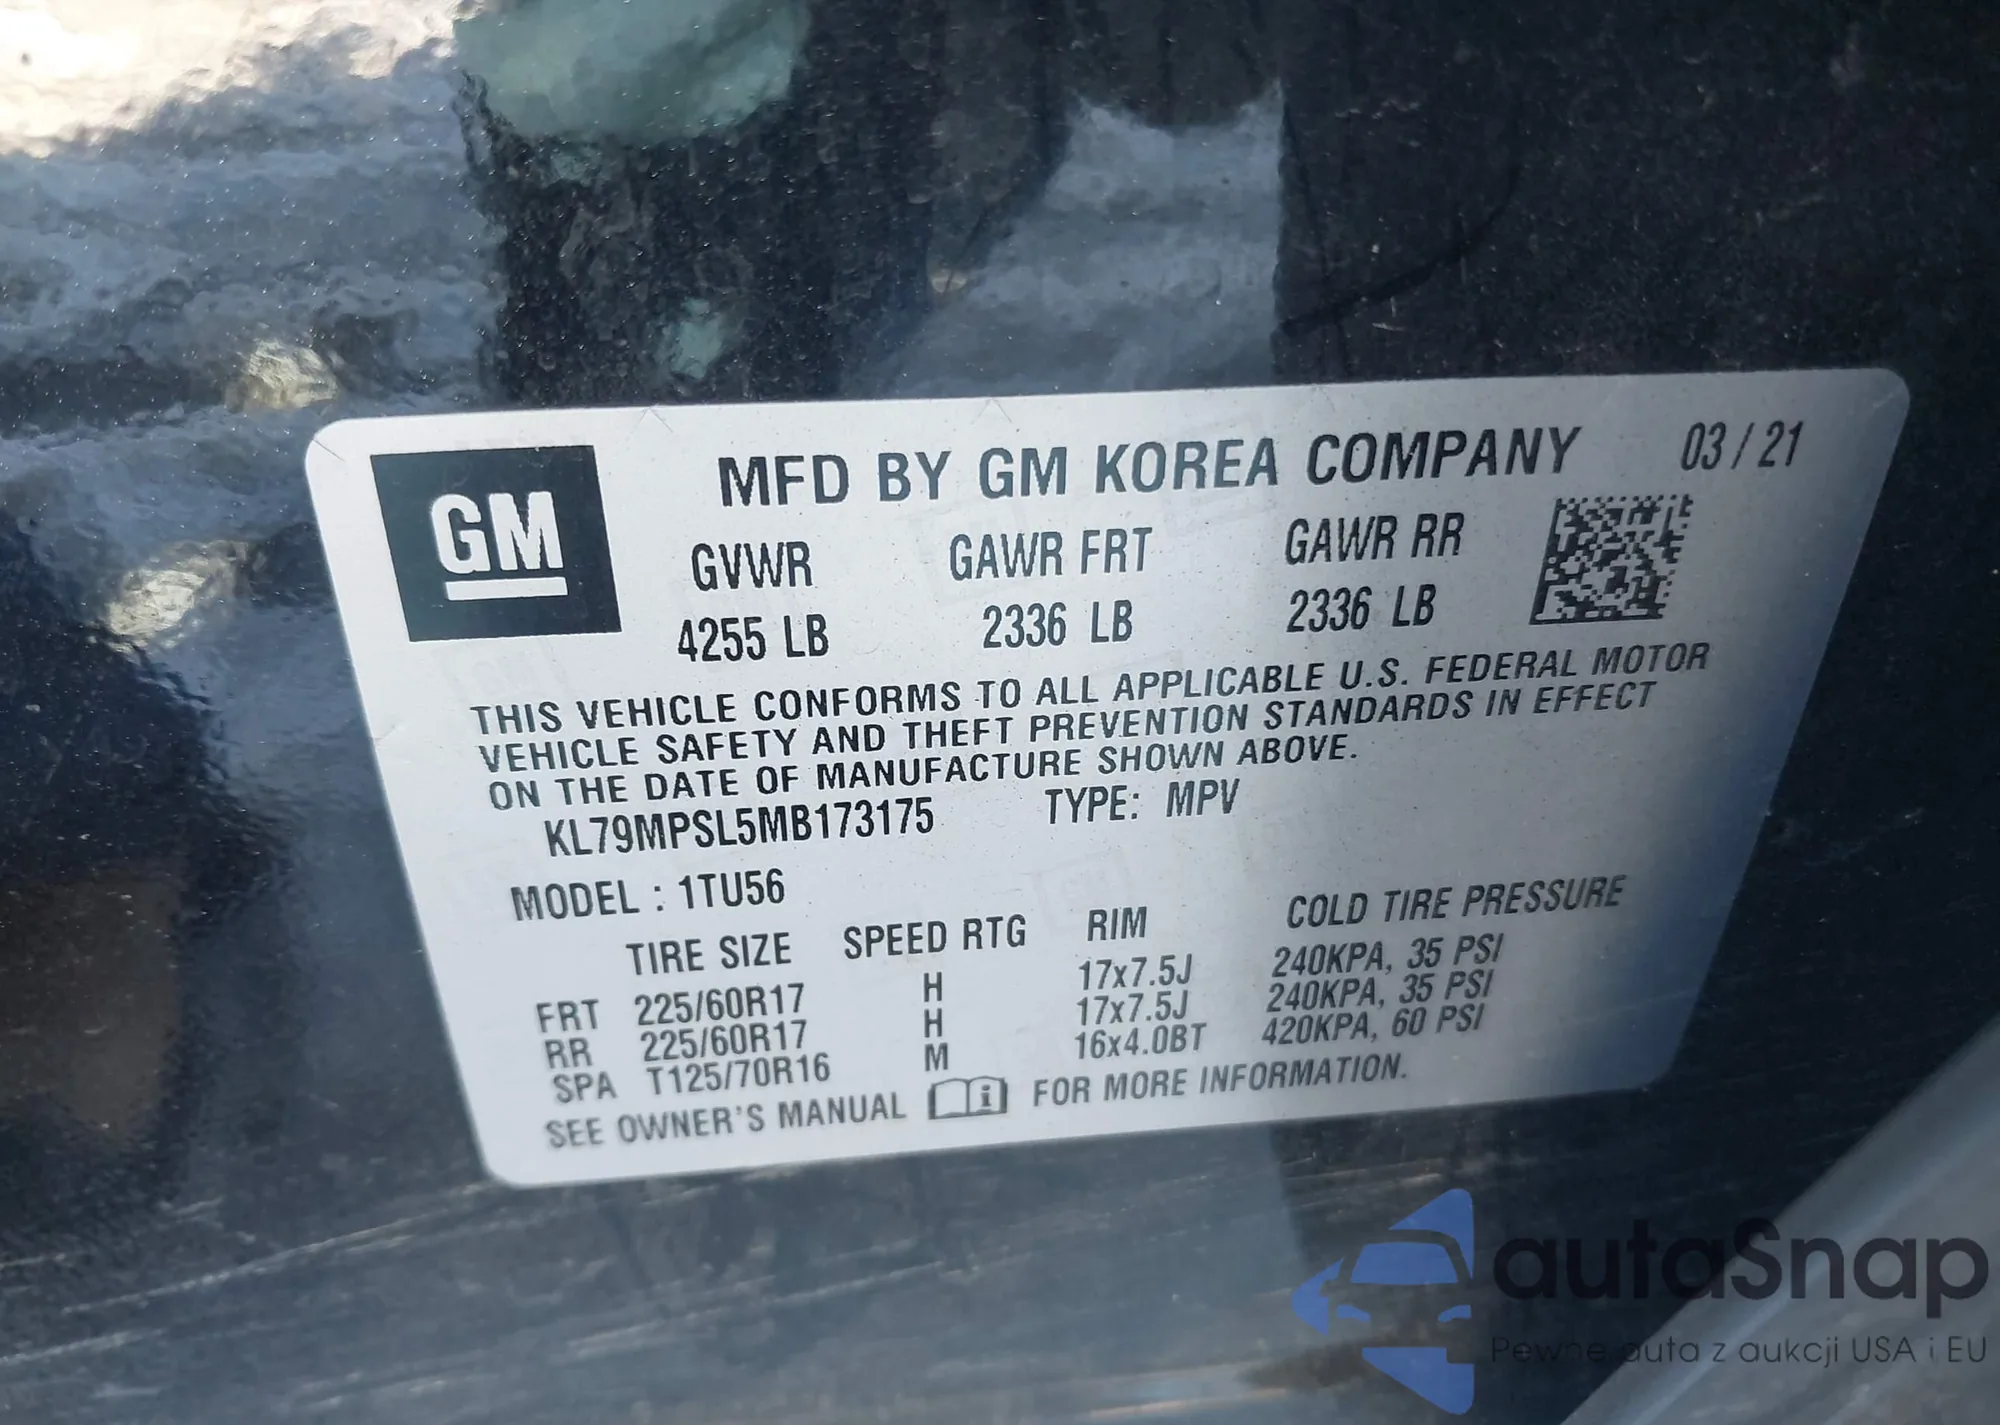 GM
MFD BY GM KOREA COMPANY 03/21
GVWR GAWR FRT GAWR RR
4255 LB 2336 LB 2336 LB
THIS VEHICLE CONFORMS TO ALL APPLICABLE U.S. FEDERAL MOTOR
VEHICLE SAFETY AND THEFT PREVENTION STANDARDS IN EFFECT
ON THE DATE OF MANUFACTURE SHOWN ABOVE.
KL79MPSL5MB173175 TYPE: MPV
MODEL : 1TU56
TIRE SIZE SPEED RTG RIM COLD TIRE PRESSURE
FRT 225/60R17 H 17x7.5J 240KPA, 35 PSI
RR 225/60R17 H 17x7.5J 240KPA, 35 PSI
SPA T125/70R16 M 16x4.0BT 420KPA, 60 PSI
SEE OWNER'S MANUAL i FOR MORE INFORMATION.
autaSnap
Pewne auta z aukcji USA i EU